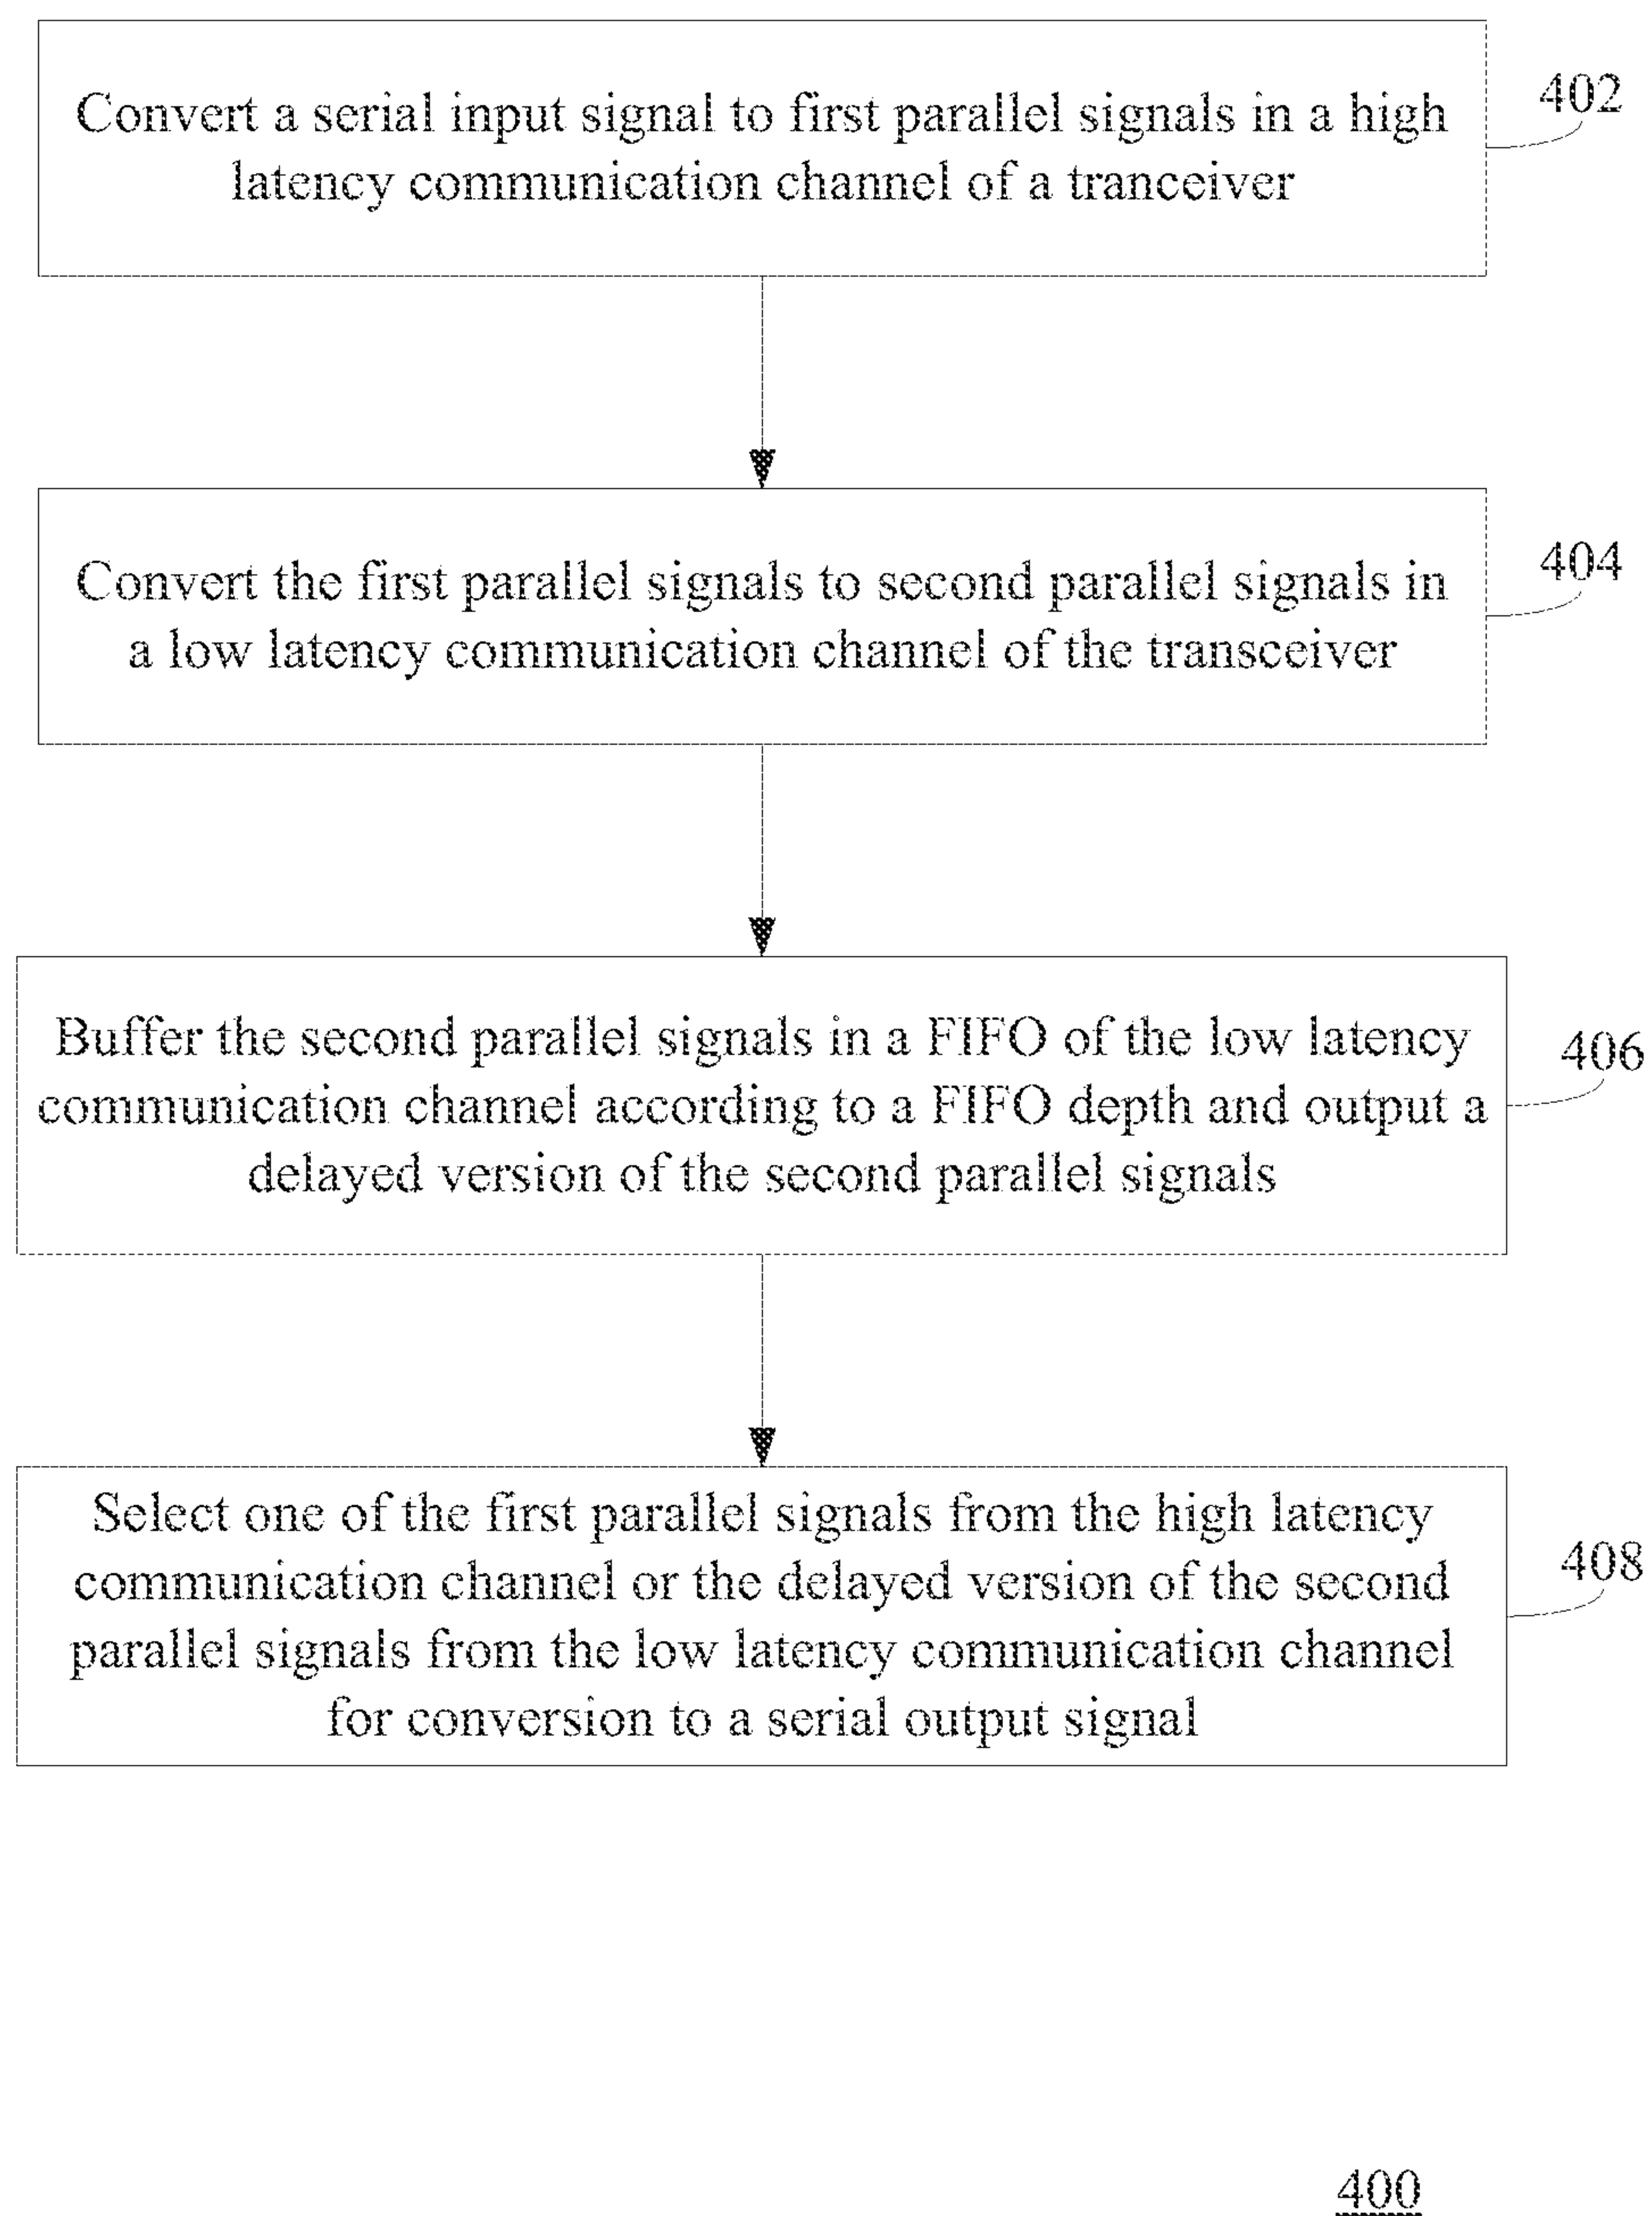 Convert a serial input signal to first parallel signals in a high
latency communication channel of a tranceiver
402
Convert the first parallel signals to second parallel signals in
a low latency communication channel of the transceiver
404
Buffer the second parallel signals in a FIFO of the low latency
communication channel according to a FIFO depth and output a
delayed version of the second parallel signals
406
Select one of the first parallel signals from the high latency
communication channel or the delayed version of the second
parallel signals from the low latency communication channel
for conversion to a serial output signal
408
400